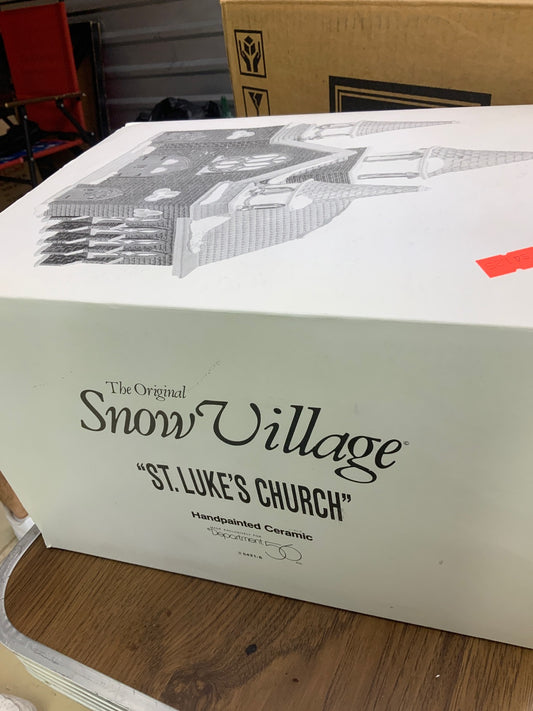 The Original
Snow Village©
"ST. LUKE'S CHURCH"
Handpainted Ceramic
Department 56